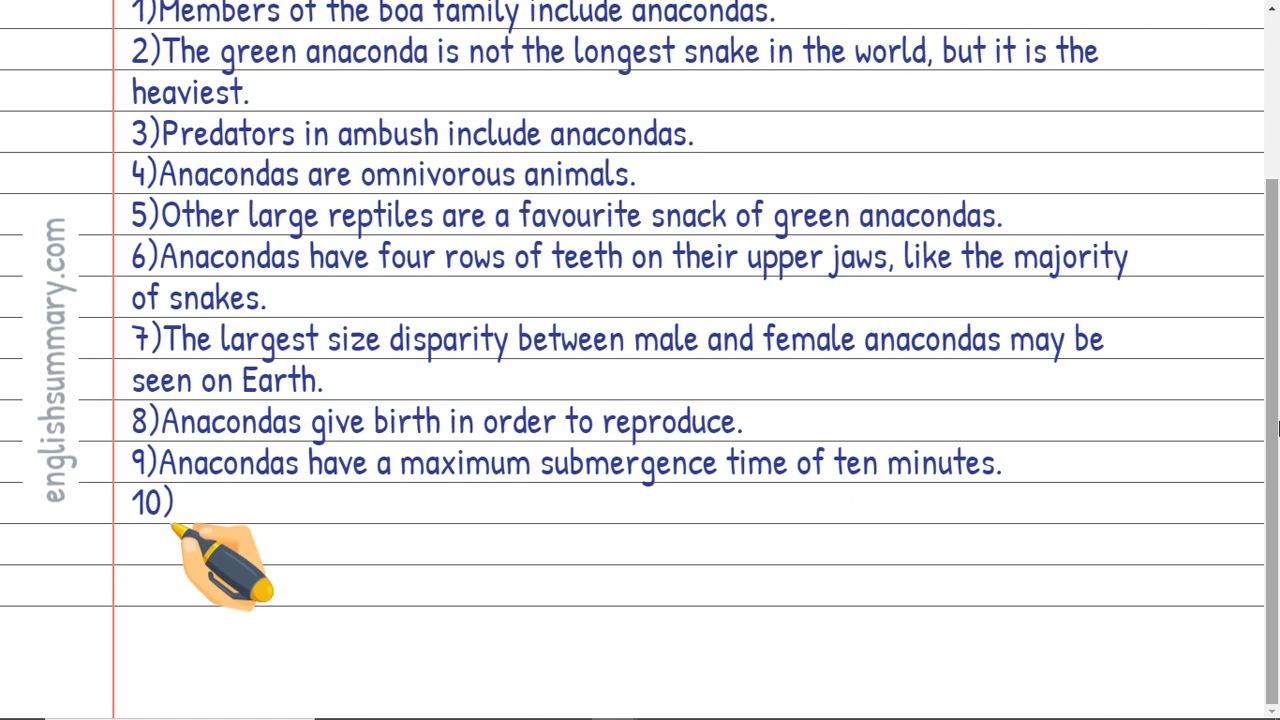 1)Members of the boa family include anacondas.
2)The green anaconda is not the longest snake in the world, but it is the
heaviest.
3)Predators in ambush include anacondas.
4)Anacondas are omnivorous animals.
5)Other large reptiles are a favourite snack of green anacondas.
6)Anacondas have four rows of teeth on their upper jaws, like the majority
of snakes.
7)The largest size disparity between male and female anacondas may be
seen on Earth.
8)Anacondas give birth in order to reproduce.
9)Anacondas have a maximum submergence time of ten minutes.
10)
englishsummary.com